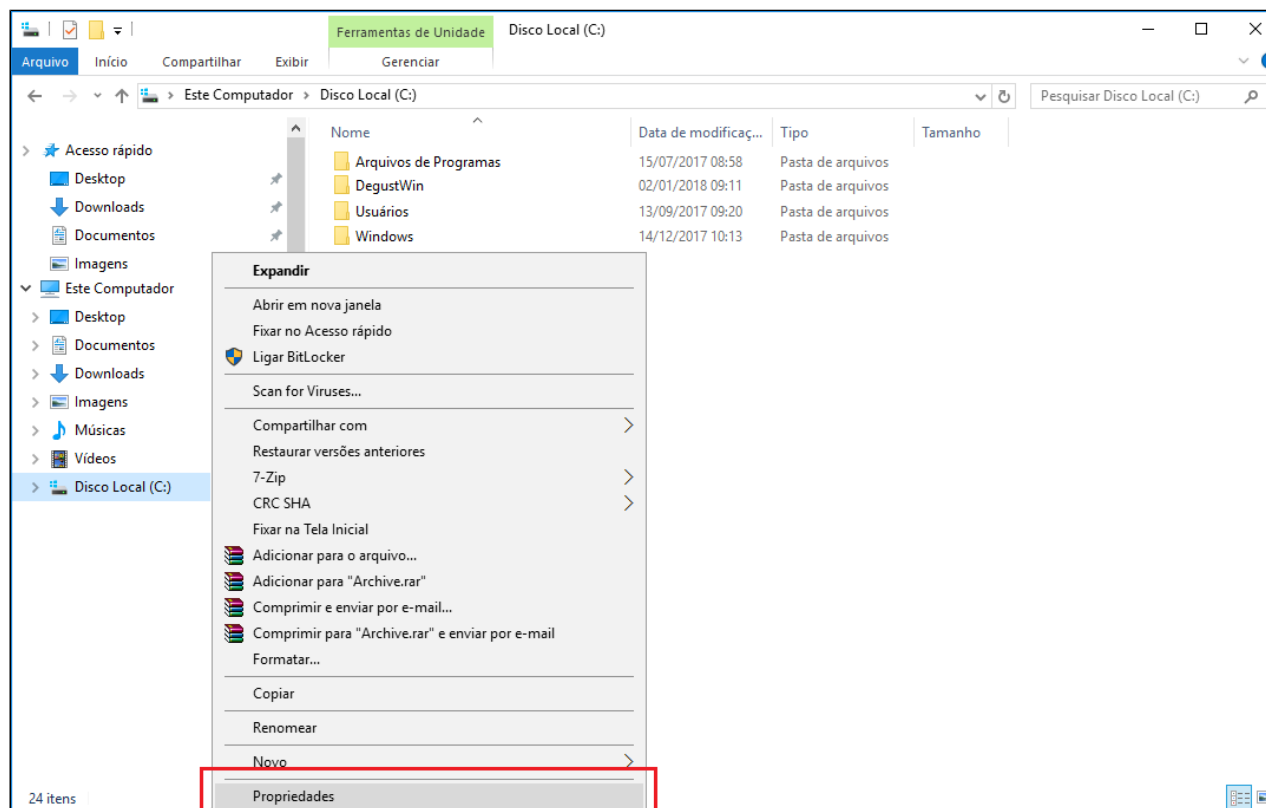 Ferramentas de Unidade
Disco Local (C:)
Arquivo Início Compartilhar Exibir Gerenciar
Este Computador Disco Local (C:)
Pesquisar Disco Local (C:)
Nome Data de modificaç... Tipo Tamanho
Arquivos de Programas 15/07/2017 08:58 Pasta de arquivos
DegustWin 02/01/2018 09:11 Pasta de arquivos
Usuários 13/09/2017 09:20 Pasta de arquivos
Windows 14/12/2017 10:13 Pasta de arquivos
Acesso rápido
Desktop
Downloads
Documentos
Imagens
Este Computador
Desktop
Documentos
Downloads
Imagens
Músicas
Vídeos
Disco Local (C:)
Expandir
Abrir em nova janela
Fixar no Acesso rápido
Ligar BitLocker
Scan for Viruses...
Compartilhar com
Restaurar versões anteriores
7-Zip
CRC SHA
Fixar na Tela Inicial
Adicionar para o arquivo...
Adicionar para "Archive.rar"
Comprimir e enviar por e-mail...
Comprimir para "Archive.rar" e enviar por e-mail
Formatar...
Copiar
Renomear
Novo
Propriedades
24 itens